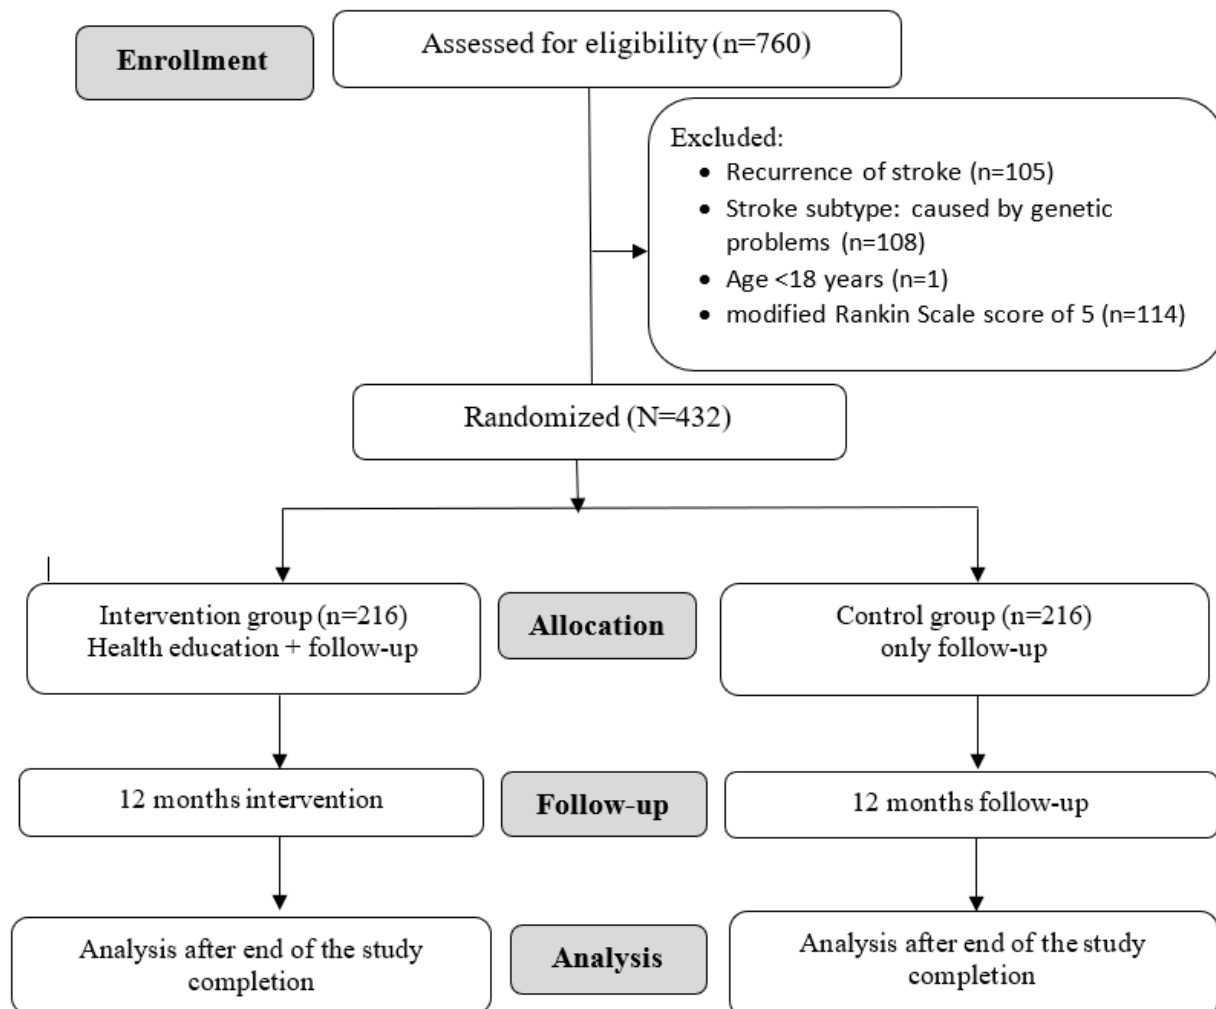 Enrollment
Assessed for eligibility (n=760)
Excluded:
• Recurrence of stroke (n=105)
• Stroke subtype: caused by genetic
problems (n=108)
• Age <18 years (n=1)
• modified Rankin Scale score of 5 (n=114)
Randomized (N=432)
Intervention group (n=216)
Health education + follow-up
Allocation
Control group (n=216)
only follow-up
12 months intervention
Follow-up
12 months follow-up
Analysis after end of the study
completion
Analysis
Analysis after end of the study
completion